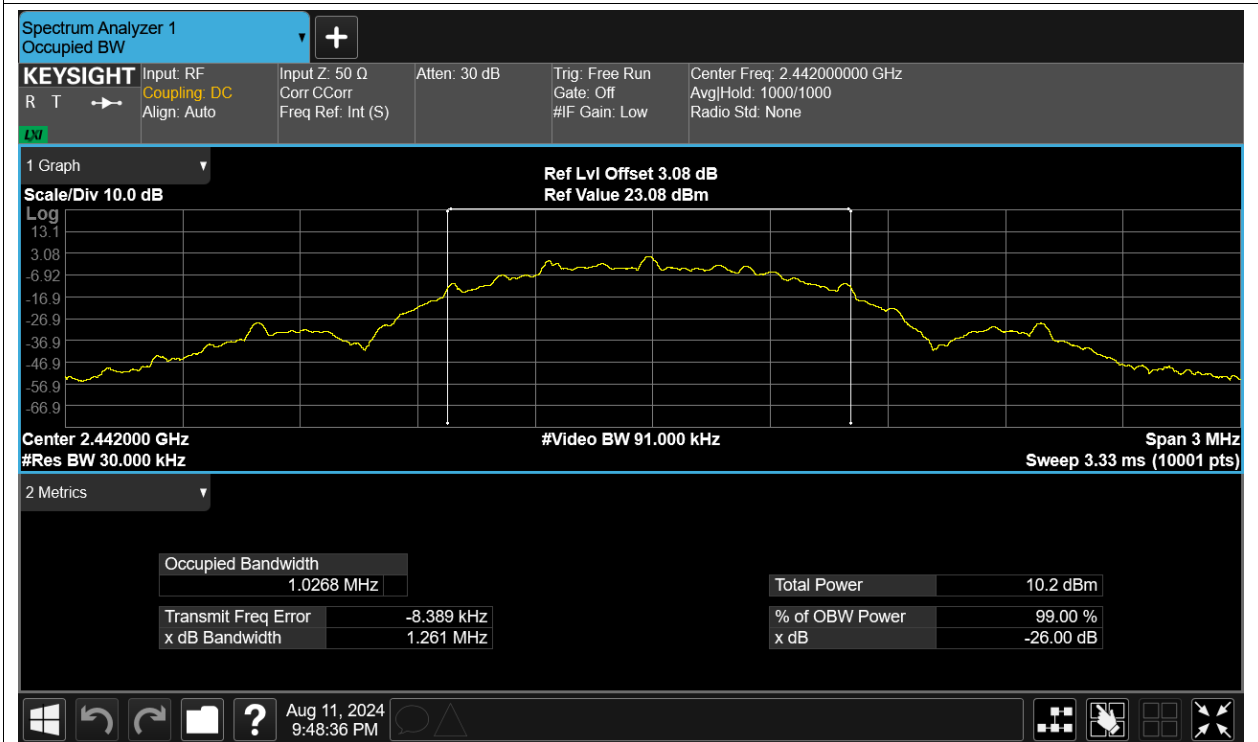 Spectrum Analyzer 1
Occupied BW
KEYSIGHT
R T
LXI
Input: RF
Coupling: DC
Align: Auto
Input Z: 50 Ω
Corr CCorr
Freq Ref: Int (S)
Atten: 30 dB
Trig: Free Run
Gate: Off
#IF Gain: Low
Center Freq: 2.442000000 GHz
Avg|Hold: 1000/1000
Radio Std: None
1 Graph
Scale/Div 10.0 dB
Ref Lvl Offset 3.08 dB
Ref Value 23.08 dBm
Log
13.1
3.08
-6.92
-16.9
-26.9
-36.9
-46.9
-56.9
-66.9
Center 2.442000 GHz
#Res BW 30.000 kHz
#Video BW 91.000 kHz
Span 3 MHz
Sweep 3.33 ms (10001 pts)
2 Metrics
Occupied Bandwidth
1.0268 MHz
Transmit Freq Error -8.389 kHz
x dB Bandwidth 1.261 MHz
Total Power 10.2 dBm
% of OBW Power 99.00 %
x dB -26.00 dB
?
Aug 11, 2024
9:48:36 PM